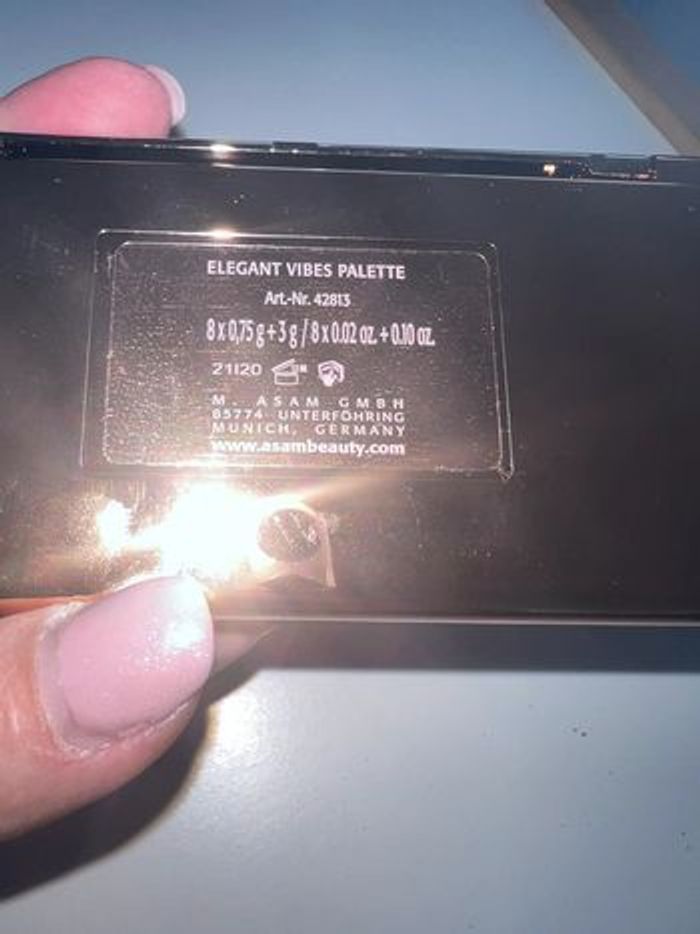 ELEGANT VIBES PALETTE
Art.-Nr. 42813
8 x 0,75 g + 3 g / 8 x 0.02 oz. + 0.10 oz.
21120
M. ASAM GMBH
85774 UNTERFÖHRING
MUNICH, GERMANY
www.asambeauty.com